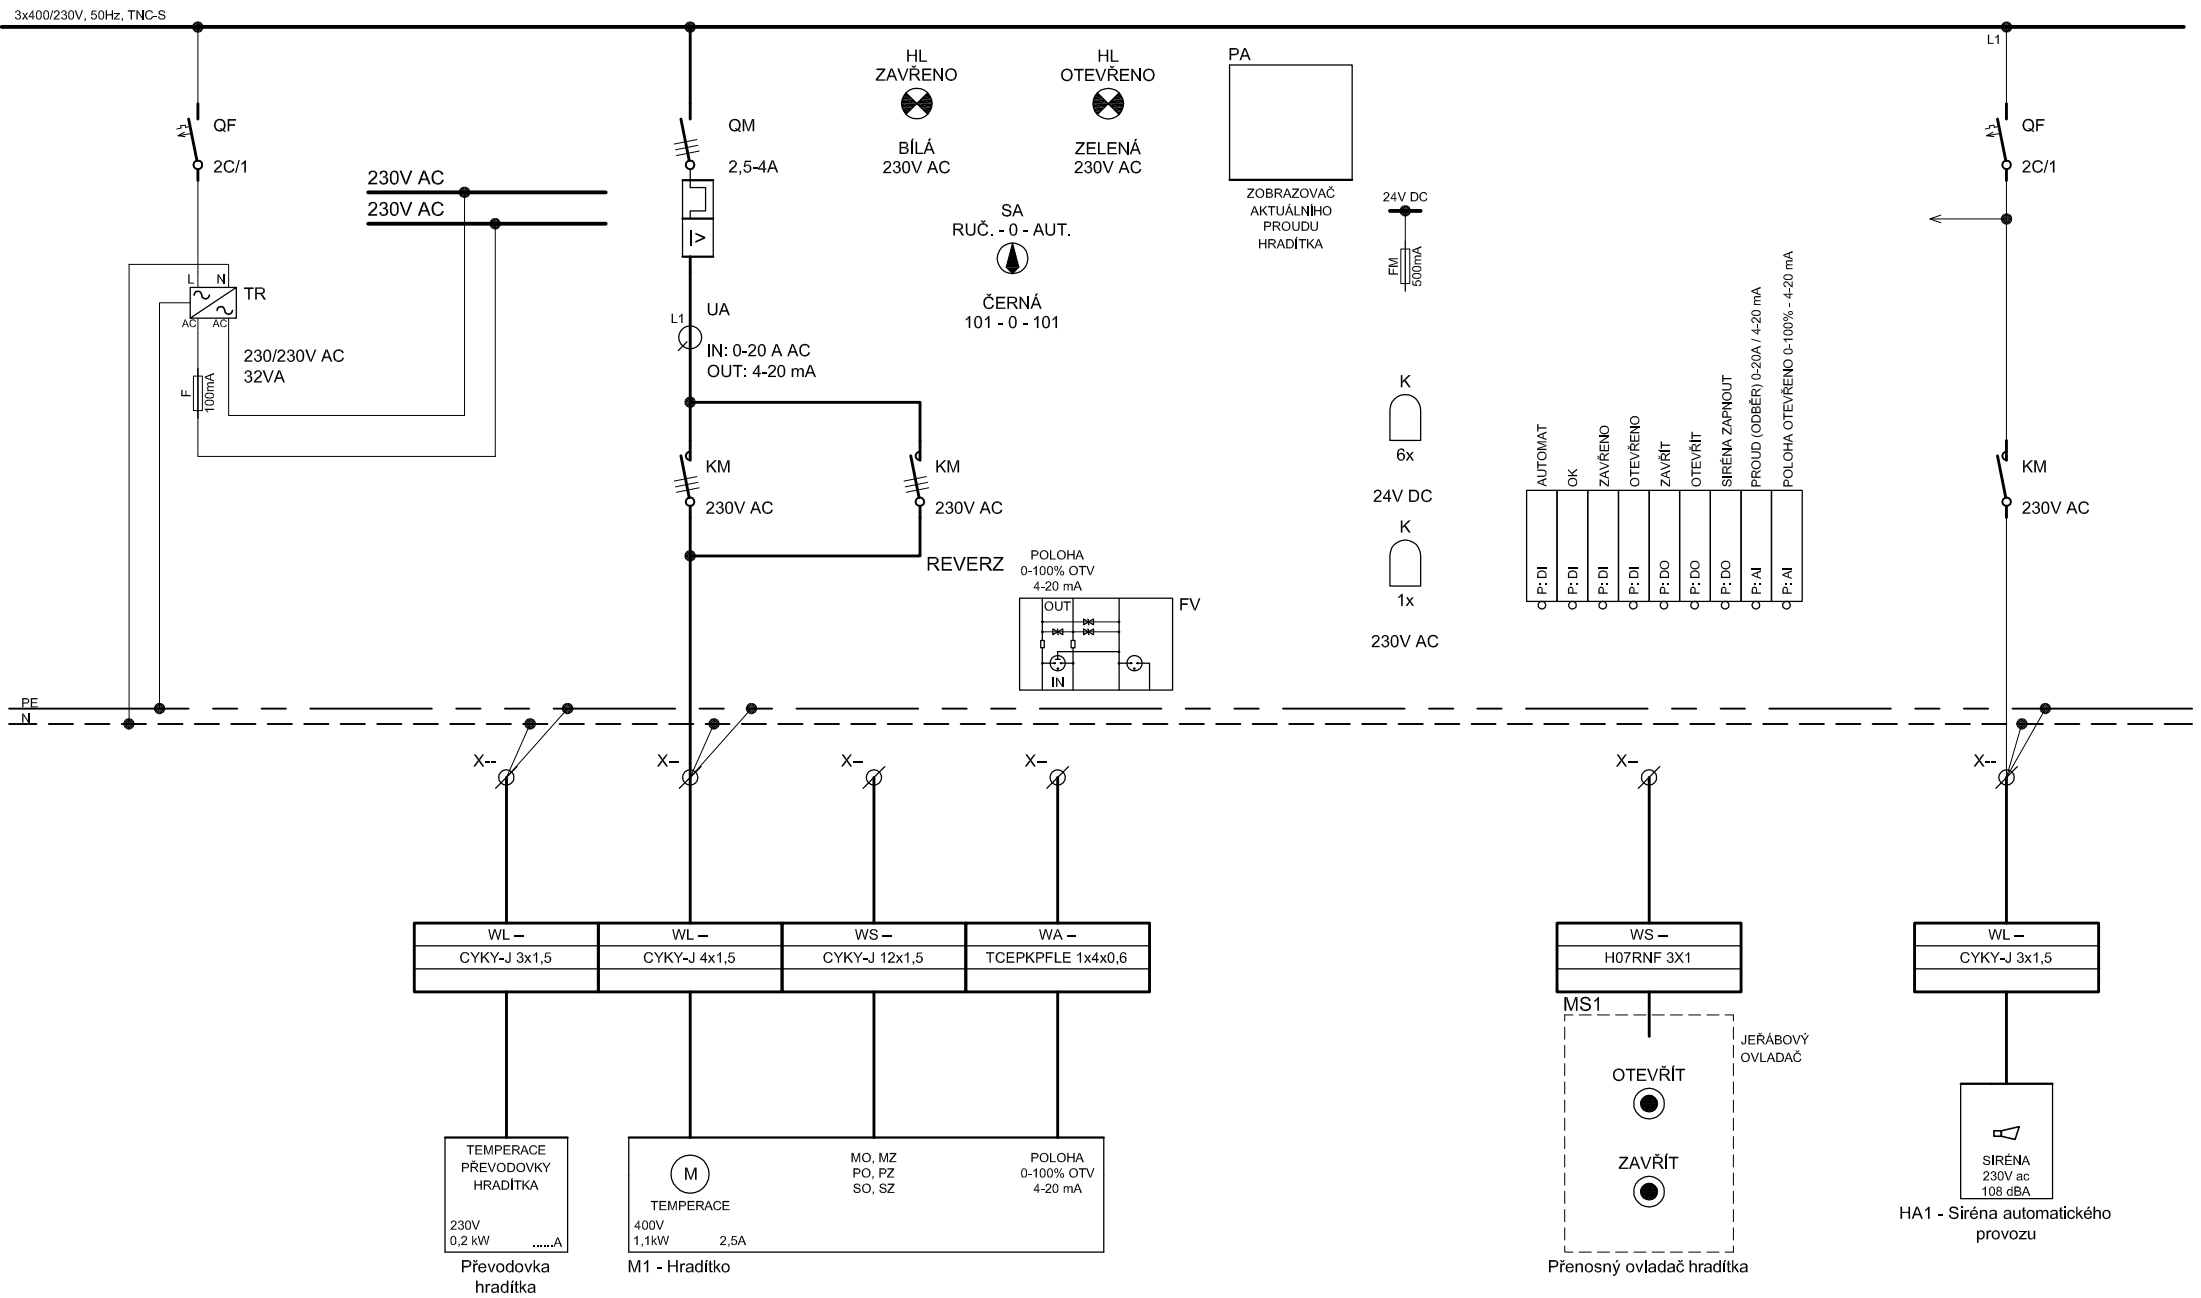 3x400/230V, 50Hz, TNC-S
QF
2C/1
230V AC
230V AC
L
N
TR
AC
AC
230/230V AC
32VA
F
100mA
QM
2,5-4A
I>
L1
UA
IN: 0-20 A AC
OUT: 4-20 mA
KM
230V AC
KM
230V AC
REVERZ
HL
ZAVŘENO
BÍLÁ
230V AC
HL
OTEVŘENO
ZELENÁ
230V AC
SA
RUČ. - 0 - AUT.
ČERNÁ
101 - 0 - 101
PA
ZOBRAZOVAČ
AKTUÁLNÍHO
PROUDU
HRADÍTKA
24V DC
FM
500mA
K
6x
24V DC
K
1x
230V AC
POLOHA
0-100% OTV
4-20 mA
OUT
IN
FV
AUTOMAT
OK
ZAVŘENO
OTEVŘENO
ZAVŘÍT
OTEVŘÍT
SIRÉNA ZAPNOUT
PROUD (ODBĚR) 0-20A / 4-20 mA
POLOHA OTEVŘENO 0-100% - 4-20 mA
P: DI
P: DI
P: DI
P: DI
P: DO
P: DO
P: DO
P: AI
P: AI
L1
QF
2C/1
KM
230V AC
PE
N
X--
X–
X–
X–
X–
X--
WL –
CYKY-J 3x1,5
WL –
CYKY-J 4x1,5
WS –
CYKY-J 12x1,5
WA –
TCEPKPFLE 1x4x0,6
WS –
H07RNF 3X1
WL –
CYKY-J 3x1,5
TEMPERACE
PŘEVODOVKY
HRADÍTKA
230V
0,2 kW
......A
Převodovka
hradítka
M
TEMPERACE
400V
1,1kW
2,5A
MO, MZ
PO, PZ
SO, SZ
POLOHA
0-100% OTV
4-20 mA
M1 - Hradítko
MS1
JEŘÁBOVÝ
OVLADAČ
OTEVŘÍT
ZAVŘÍT
Přenosný ovladač hradítka
SIRÉNA
230V ac
108 dBA
HA1 - Siréna automatického
provozu